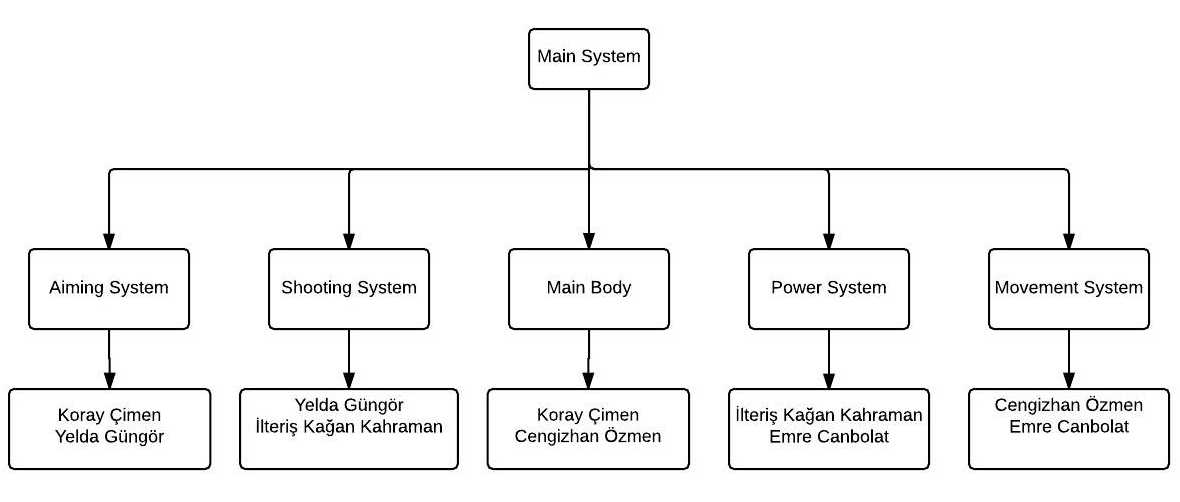 Main System
Aiming System
Shooting System
Main Body
Power System
Movement System
Koray Çimen
Yelda Güngör
Yelda Güngör
İlteriş Kağan Kahraman
Koray Çimen
Cengizhan Özmen
İlteriş Kağan Kahraman
Emre Canbolat
Cengizhan Özmen
Emre Canbolat